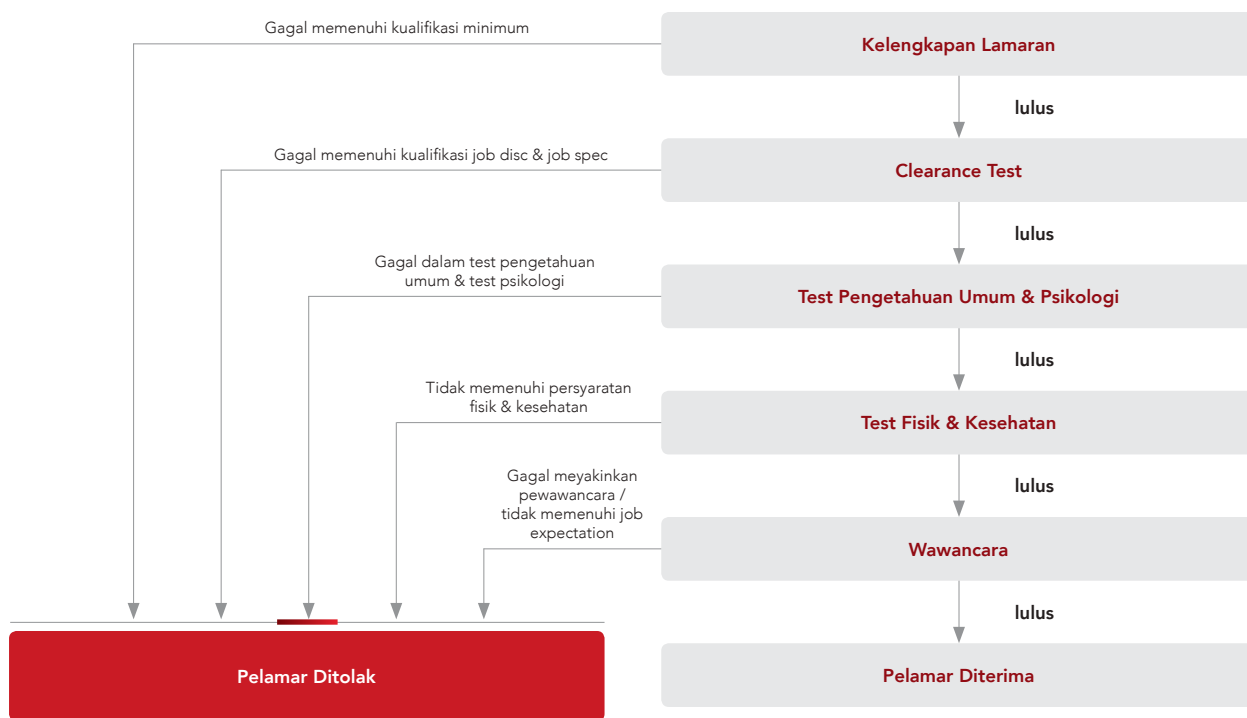 Gagal memenuhi kualifikasi minimum
Kelengkapan Lamaran
lulus
Gagal memenuhi kualifikasi job disc & job spec
Clearance Test
lulus
Gagal dalam test pengetahuan
umum & test psikologi
Test Pengetahuan Umum & Psikologi
lulus
Tidak memenuhi persyaratan
fisik & kesehatan
Test Fisik & Kesehatan
lulus
Gagal meyakinkan
pewawancara /
tidak memenuhi job
expectation
Wawancara
lulus
Pelamar Ditolak
Pelamar Diterima